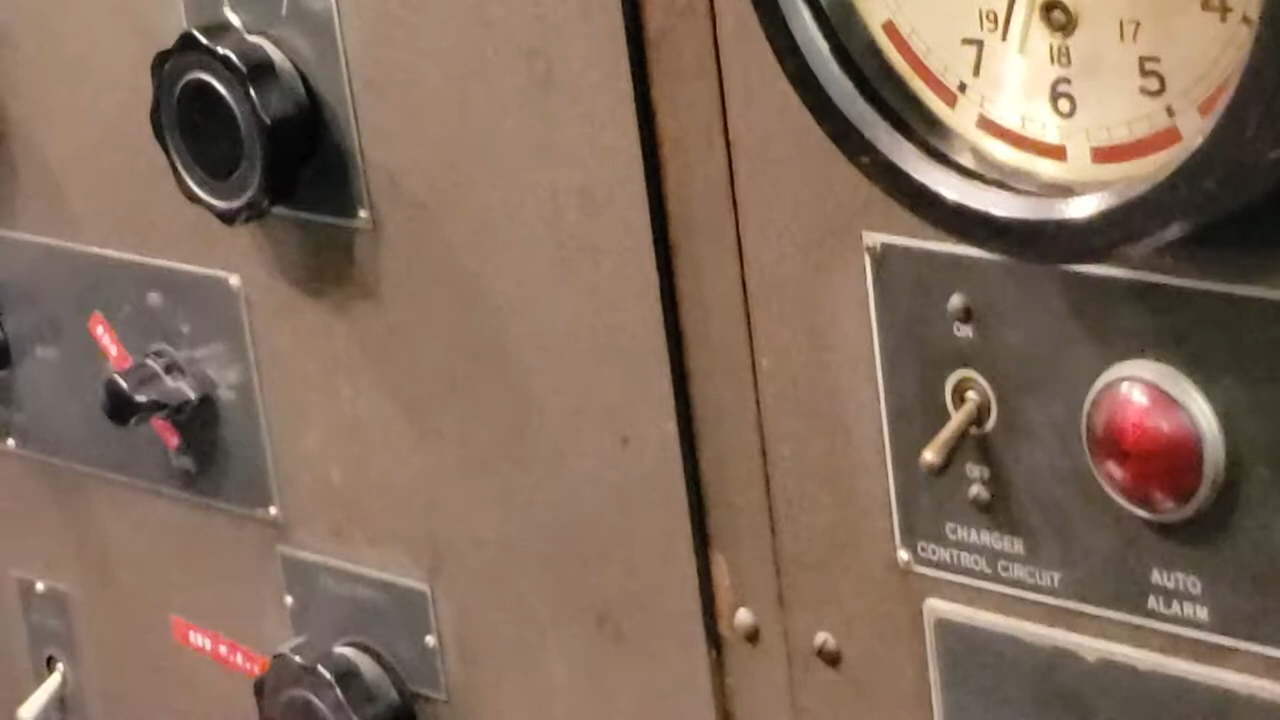 4
19
17
7
18
5
6
ON
OFF
CHARGER
CONTROL CIRCUIT
AUTO
ALARM